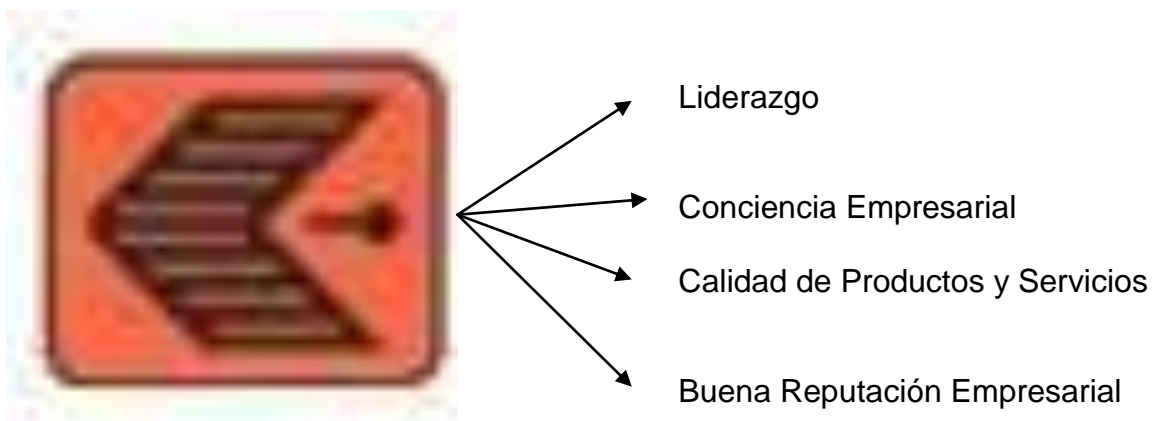 Liderazgo
Conciencia Empresarial
Calidad de Productos y Servicios
Buena Reputación Empresarial